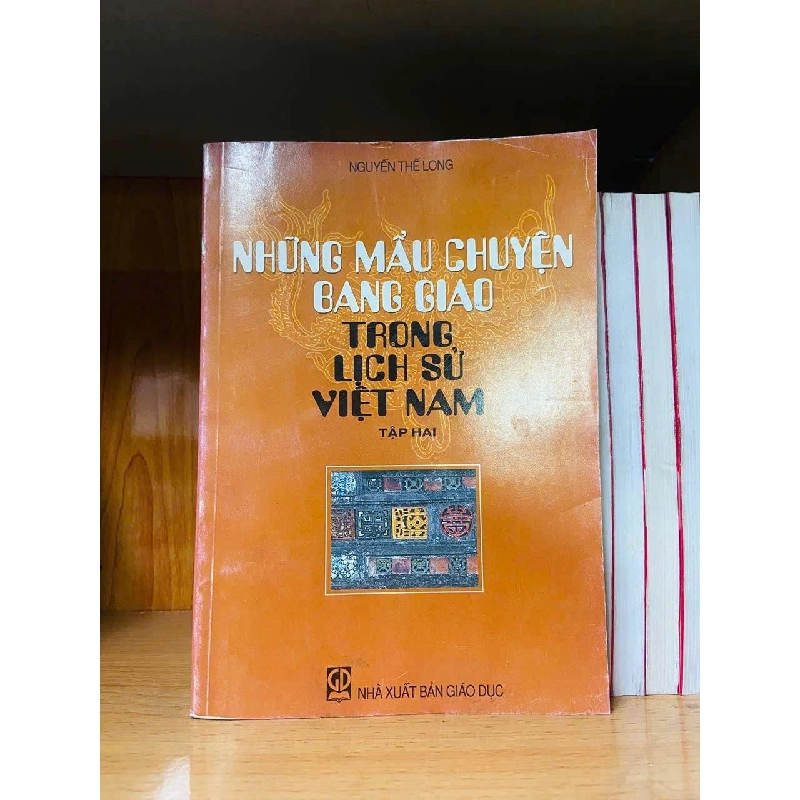 NGUYỄN THẾ LONG
NHỮNG MẨU CHUYỆN
BANG GIAO
TRONG
LỊCH SỬ
VIỆT NAM
TẬP HAI
GD
NHÀ XUẤT BẢN GIÁO DỤC